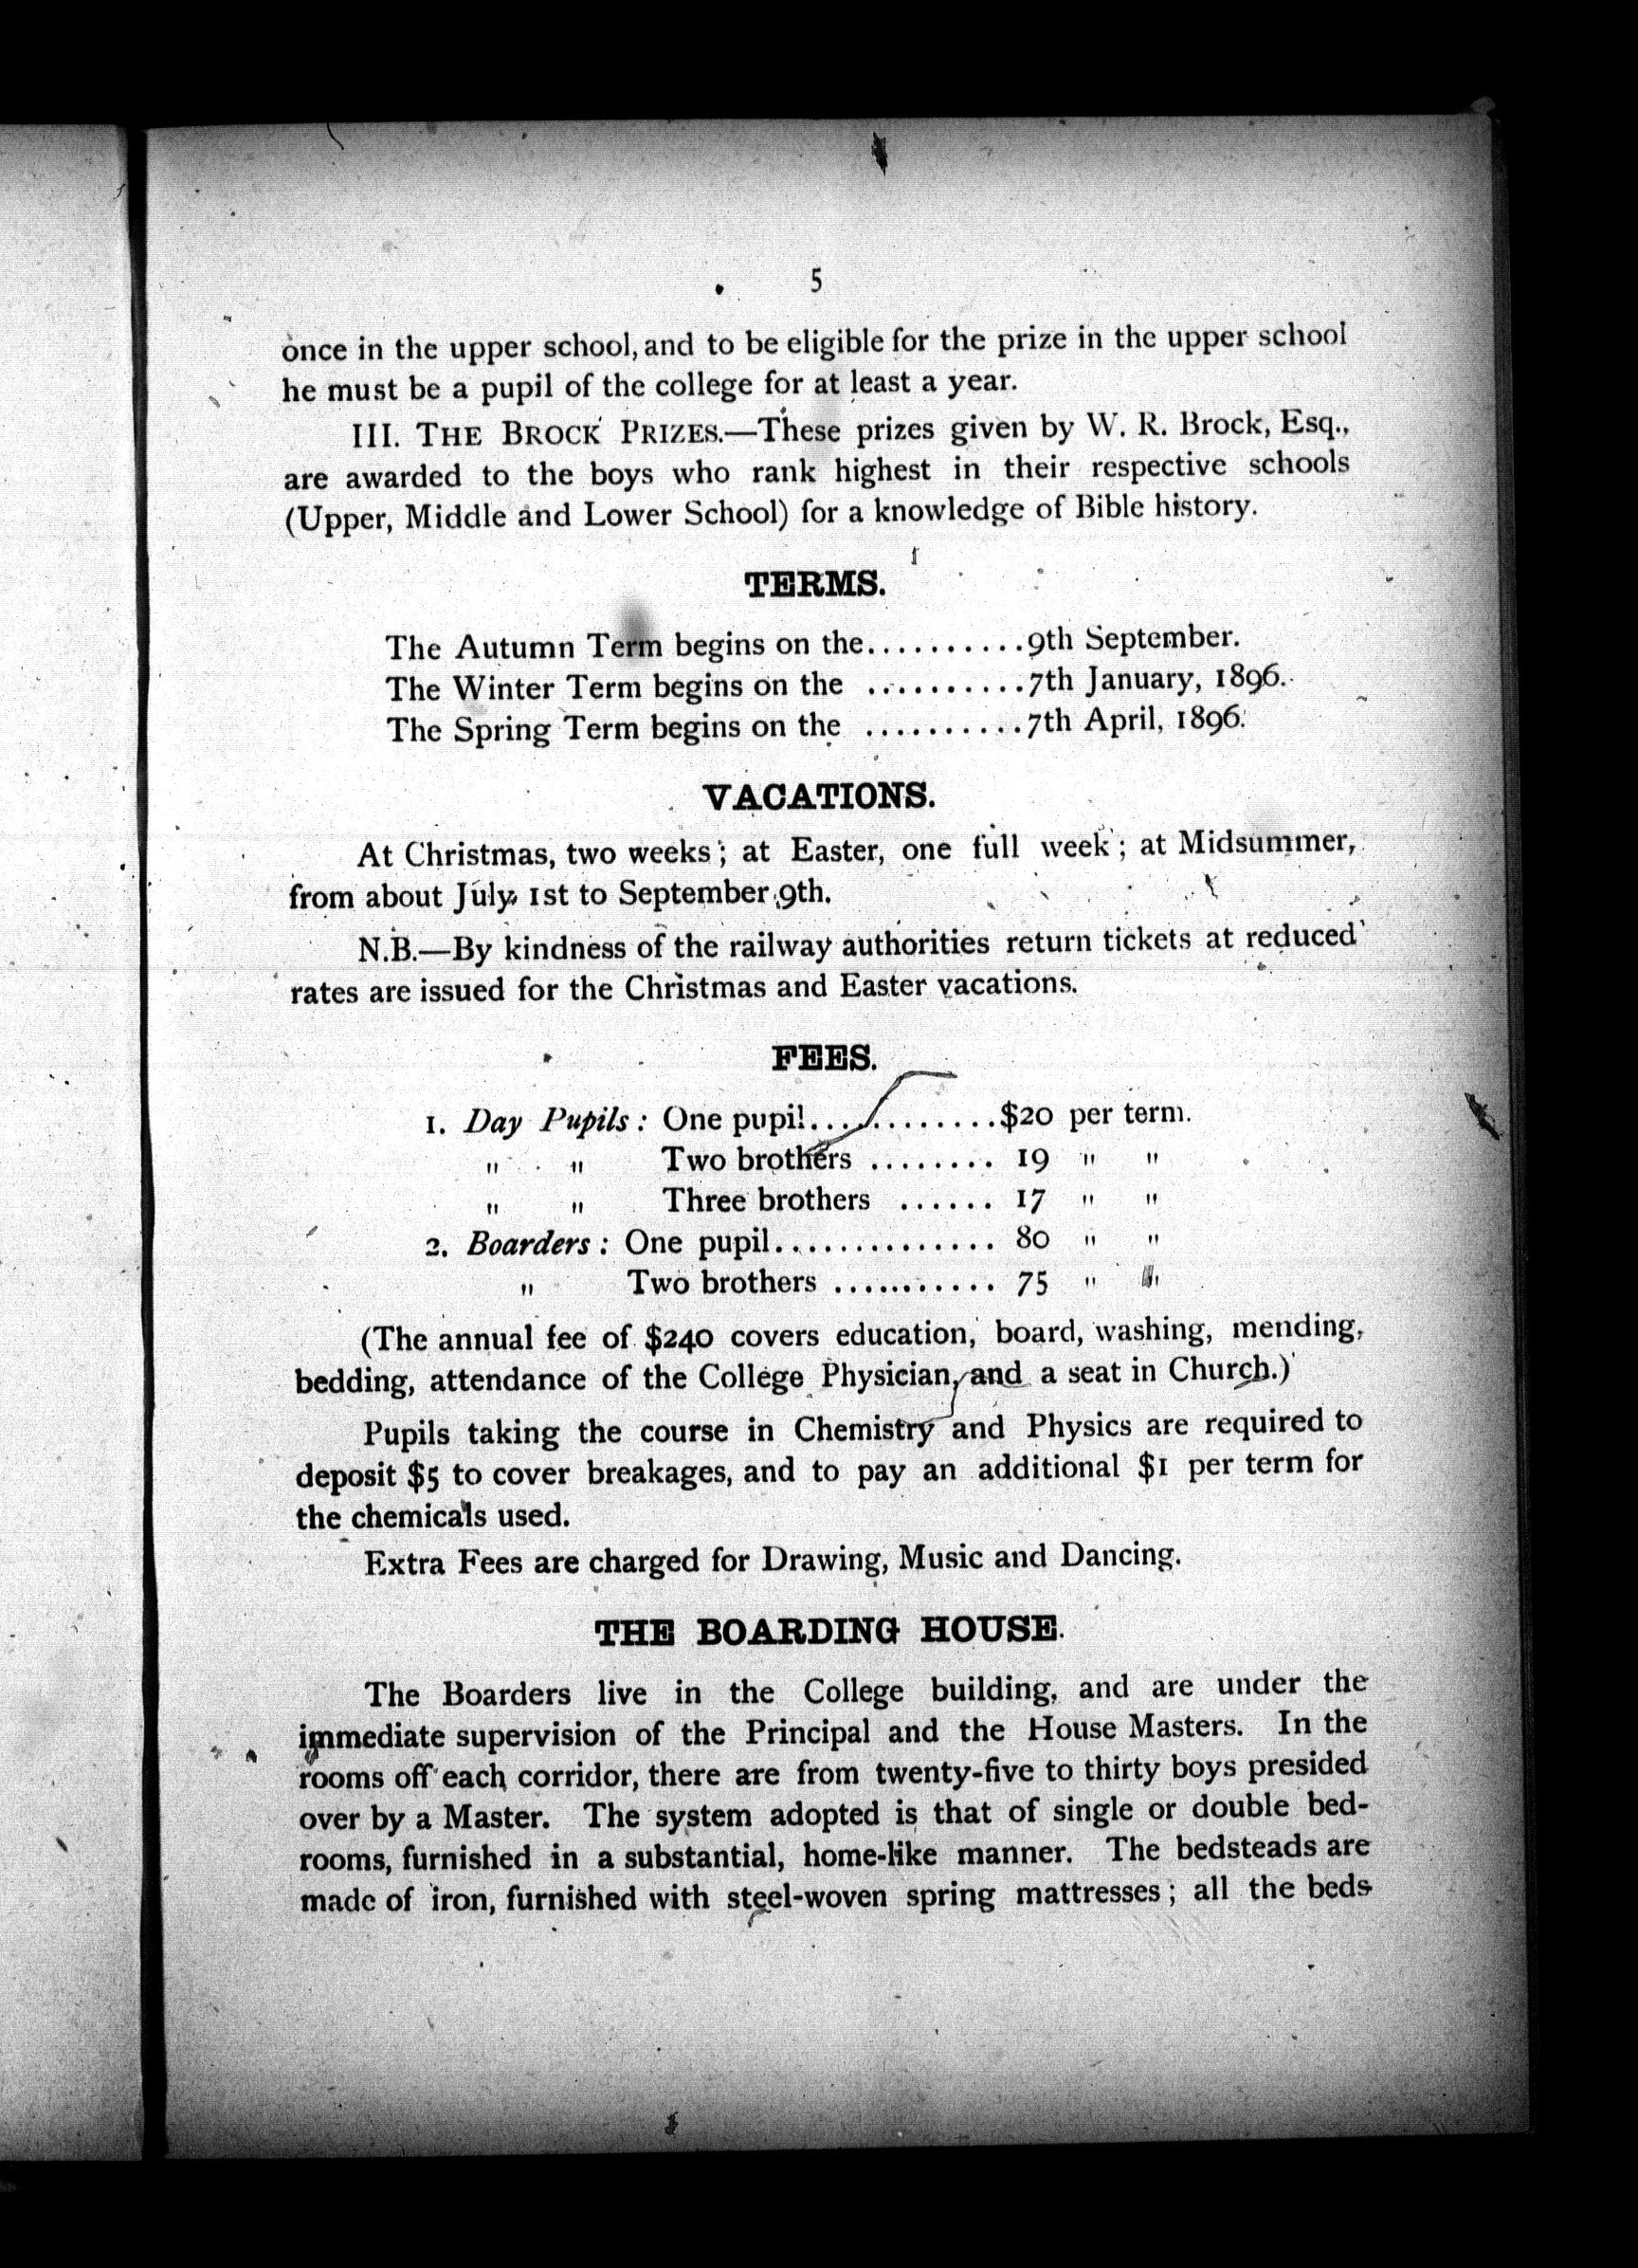 5
once in the upper school, and to be eligible for the prize in the upper school
he must be a pupil of the college for at least a year.
III. THE BROCK PRIZES.—These prizes given by W. R. Brock, Esq.,
are awarded to the boys who rank highest in their respective schools
(Upper, Middle and Lower School) for a knowledge of Bible history.
TERMS.
The Autumn Term begins on the..........9th September.
The Winter Term begins on the ..........7th January, 1896.
The Spring Term begins on the ..........7th April, 1896.
VACATIONS.
At Christmas, two weeks; at Easter, one full week; at Midsummer,
from about July 1st to September 9th.
N.B.—By kindness of the railway authorities return tickets at reduced
rates are issued for the Christmas and Easter vacations.
FEES.
1. Day Pupils: One pupil............$20 per term.
" " Two brothers ........ 19 " "
" " Three brothers ...... 17 " "
2. Boarders: One pupil.............. 80 " "
" Two brothers ........... 75 " "
(The annual fee of $240 covers education, board, washing, mending,
bedding, attendance of the College Physician, and a seat in Church.)
Pupils taking the course in Chemistry and Physics are required to
deposit $5 to cover breakages, and to pay an additional $1 per term for
the chemicals used.
Extra Fees are charged for Drawing, Music and Dancing.
THE BOARDING HOUSE.
The Boarders live in the College building, and are under the
immediate supervision of the Principal and the House Masters. In the
rooms off each corridor, there are from twenty-five to thirty boys presided
over by a Master. The system adopted is that of single or double bed-
rooms, furnished in a substantial, home-like manner. The bedsteads are
made of iron, furnished with steel-woven spring mattresses; all the beds